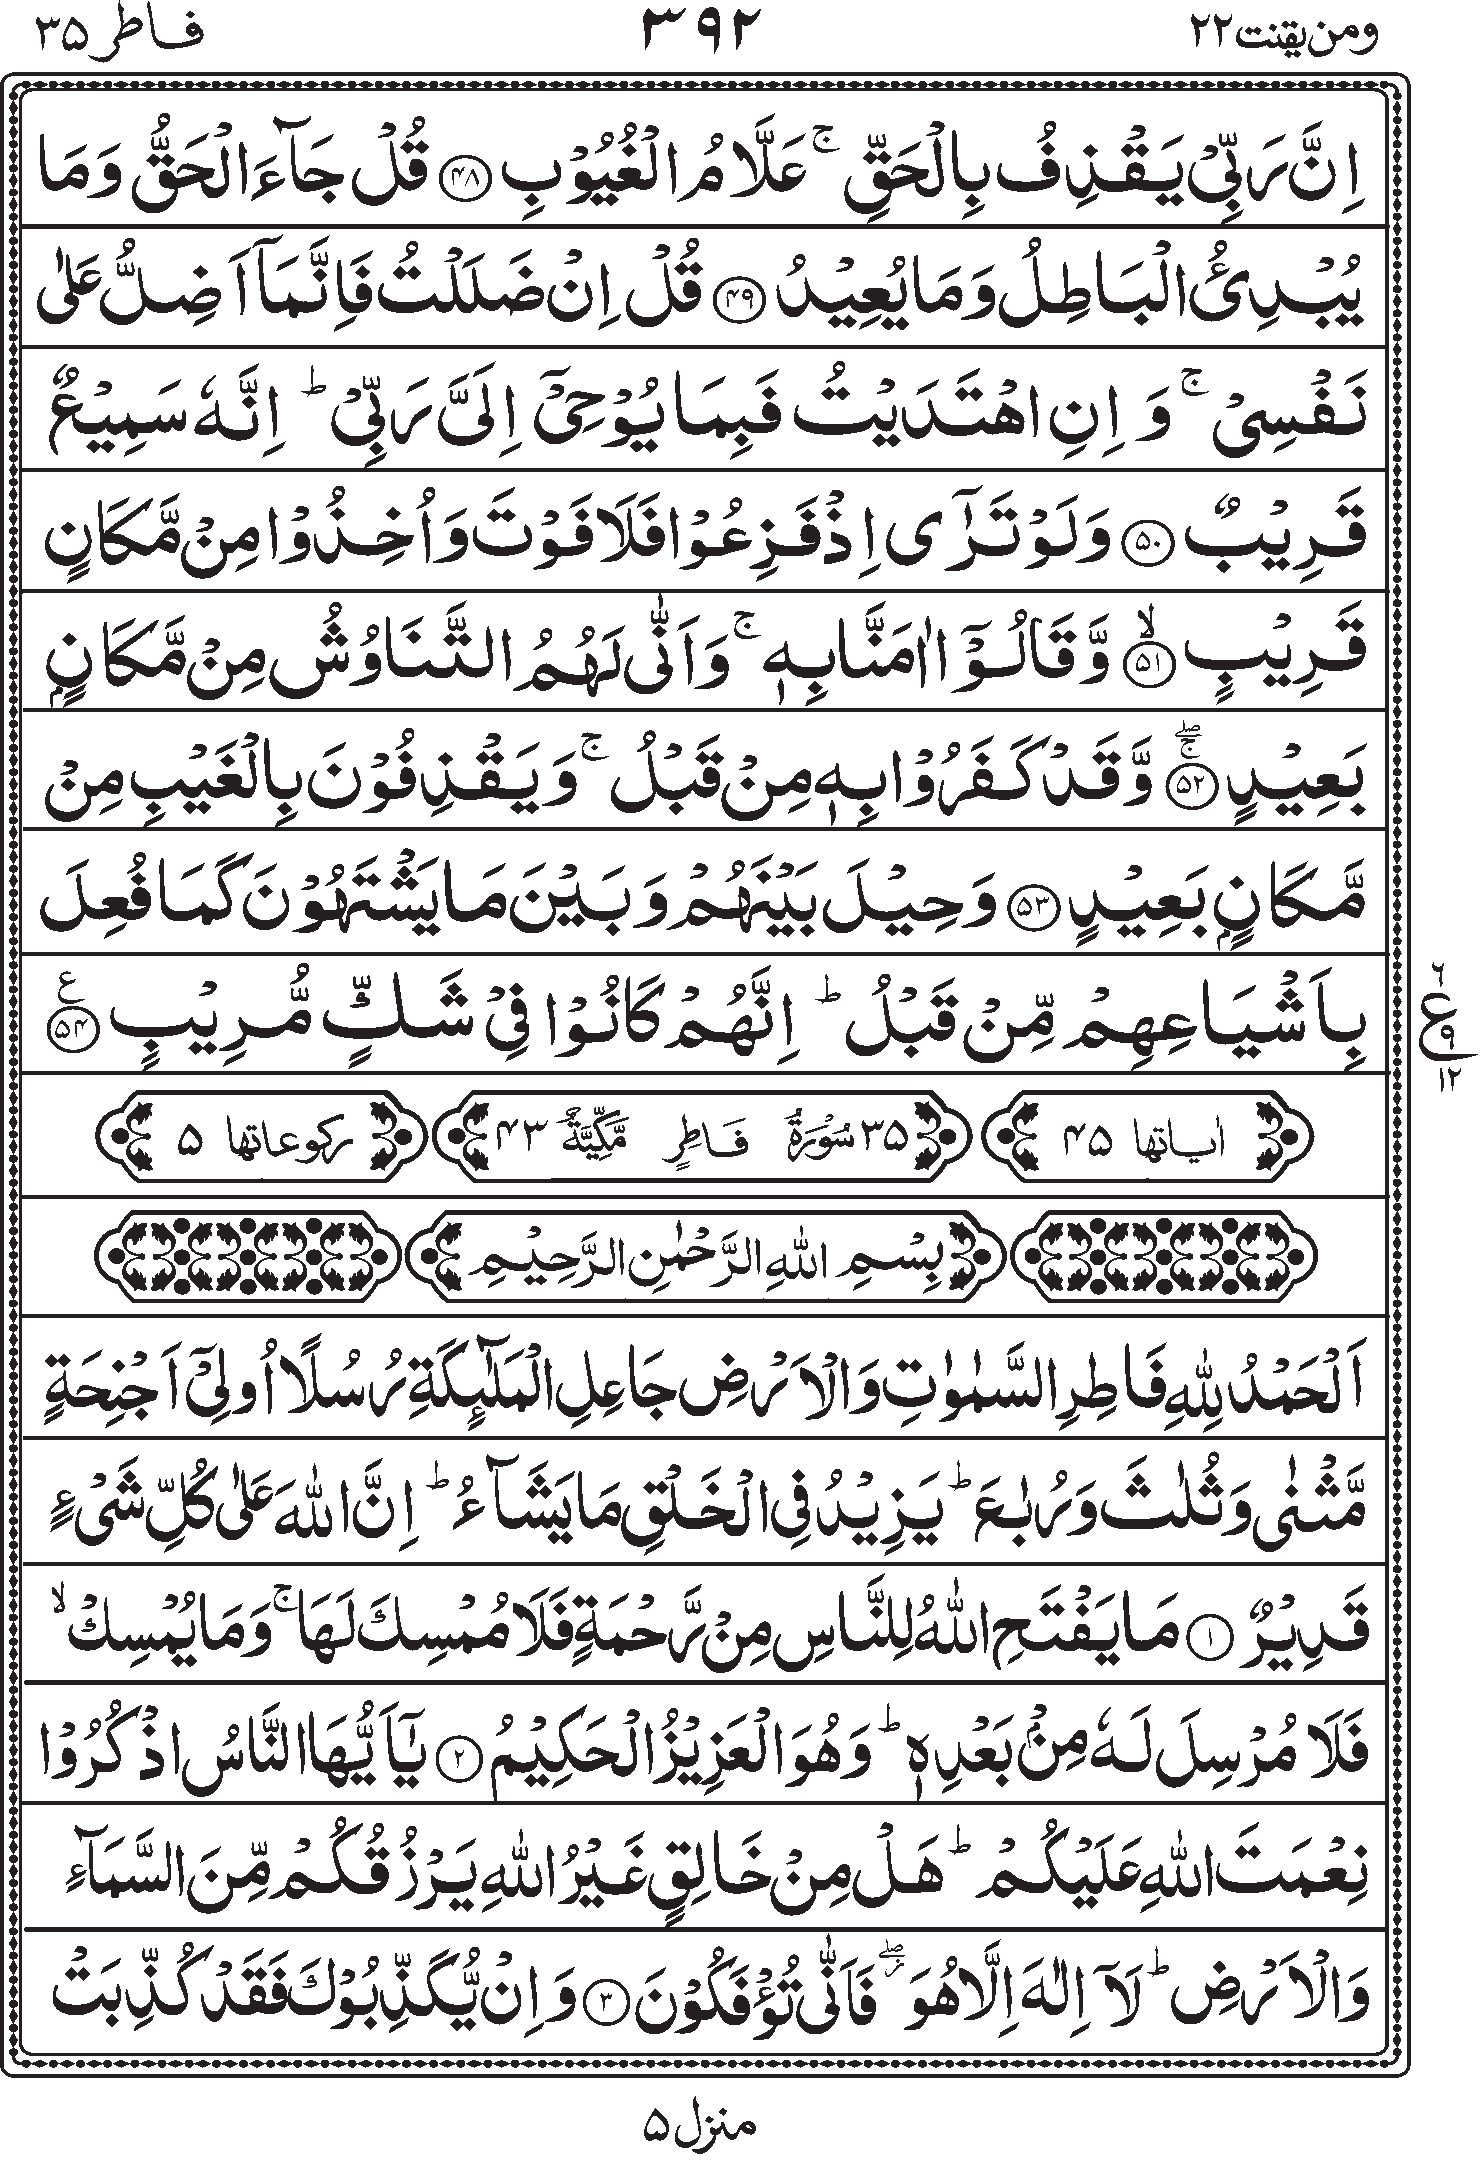 ومن یقنت ۲۲ ۳۹۲ فاطر ۳۵
اِنَّ رَبِّیْ یَقْذِفُ بِالْحَقِّ ۚ عَلَّامُ الْغُیُوْبِ ۝۴۸ قُلْ جَآءَ الْحَقُّ وَمَا
یُبْدِئُ الْبَاطِلُ وَمَا یُعِیْدُ ۝۴۹ قُلْ اِنْ ضَلَلْتُ فَاِنَّمَاۤ اَضِلُّ عَلٰی
نَفْسِیْ ۚ وَ اِنِ اهْتَدَیْتُ فَبِمَا یُوْحِیْۤ اِلَیَّ رَبِّیْ ؕ اِنَّهٗ سَمِیْعٌ
قَرِیْبٌ ۝۵۰ وَلَوْ تَرٰۤی اِذْ فَزِعُوْا فَلَا فَوْتَ وَاُخِذُوْا مِنْ مَّكَانٍ
قَرِیْبٍ ۙ۝۵۱ وَّقَالُوْۤا اٰمَنَّا بِهٖ ۚ وَاَنّٰی لَهُمُ التَّنَاوُشُ مِنْ مَّكَانٍۭ
بَعِیْدٍ ۝۵۲ۚۖ وَّقَدْ كَفَرُوْا بِهٖ مِنْ قَبْلُ ۚ وَیَقْذِفُوْنَ بِالْغَیْبِ مِنْ
مَّكَانٍۭ بَعِیْدٍ ۝۵۳ وَحِیْلَ بَیْنَهُمْ وَبَیْنَ مَا یَشْتَهُوْنَ كَمَا فُعِلَ
بِاَشْیَاعِهِمْ مِّنْ قَبْلُ ؕ اِنَّهُمْ كَانُوْا فِیْ شَكٍّ مُّرِیْبٍ ۝۵۴ ع
۶ ع ۹ ۱۲
اٰیاتها ۴۵ ۳۵ سُوْرَةُ فَاطِرٍ مَّكِّیَّةٌ ۴۳ ركوعاتها ۵
بِسْمِ اللّٰهِ الرَّحْمٰنِ الرَّحِیْمِ
اَلْحَمْدُ لِلّٰهِ فَاطِرِ السَّمٰوٰتِ وَالْاَرْضِ جَاعِلِ الْمَلٰٓىِٕكَةِ رُسُلًا اُولِیْۤ اَجْنِحَةٍ
مَّثْنٰی وَثُلٰثَ وَرُبٰعَ ؕ یَزِیْدُ فِی الْخَلْقِ مَا یَشَآءُ ؕ اِنَّ اللّٰهَ عَلٰی كُلِّ شَیْءٍ
قَدِیْرٌ ۝۱ مَا یَفْتَحِ اللّٰهُ لِلنَّاسِ مِنْ رَّحْمَةٍ فَلَا مُمْسِكَ لَهَا ۚ وَمَا یُمْسِكْ ۙ
فَلَا مُرْسِلَ لَهٗ مِنْۢ بَعْدِهٖ ؕ وَهُوَ الْعَزِیْزُ الْحَكِیْمُ ۝۲ یٰۤاَیُّهَا النَّاسُ اذْكُرُوْا
نِعْمَتَ اللّٰهِ عَلَیْكُمْ ؕ هَلْ مِنْ خَالِقٍ غَیْرُ اللّٰهِ یَرْزُقُكُمْ مِّنَ السَّمَآءِ
وَالْاَرْضِ ؕ لَاۤ اِلٰهَ اِلَّا هُوَ ؗۖ فَاَنّٰی تُؤْفَكُوْنَ ۝۳ وَاِنْ یُّكَذِّبُوْكَ فَقَدْ كُذِّبَتْ
منزل ۵